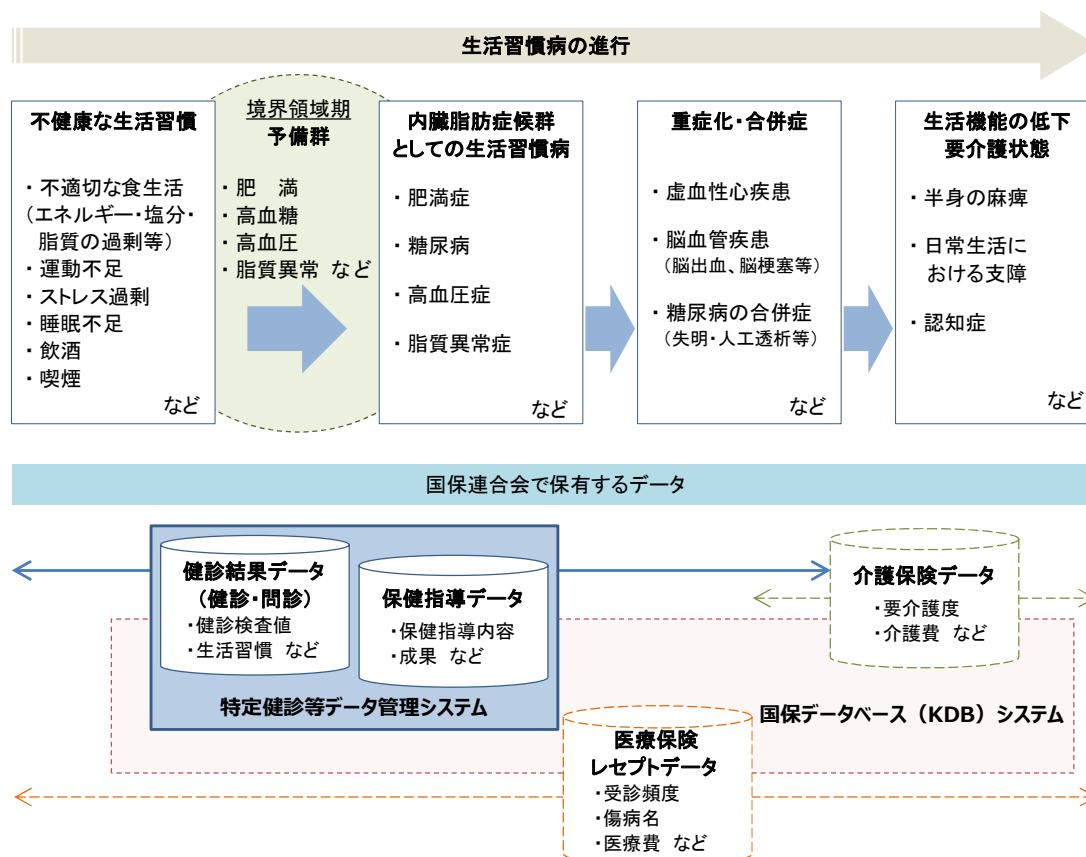 生活習慣病の進行
不健康な生活習慣
・不適切な食生活
（エネルギー・塩分・
脂質の過剰等）
・運動不足
・ストレス過剰
・睡眠不足
・飲酒
・喫煙
など
境界領域期
予備群
・肥　満
・高血糖
・高血圧
・脂質異常 など
内臓脂肪症候群
としての生活習慣病
・肥満症
・糖尿病
・高血圧症
・脂質異常症
など
重症化・合併症
・虚血性心疾患
・脳血管疾患
（脳出血、脳梗塞等）
・糖尿病の合併症
（失明・人工透析等）
など
生活機能の低下
要介護状態
・半身の麻痺
・日常生活に
おける支障
・認知症
など
国保連合会で保有するデータ
健診結果データ
（健診・問診）
・健診検査値
・生活習慣 など
保健指導データ
・保健指導内容
・成果 など
特定健診等データ管理システム
介護保険データ
・要介護度
・介護費 など
国保データベース（KDB）システム
医療保険
レセプトデータ
・受診頻度
・傷病名
・医療費 など